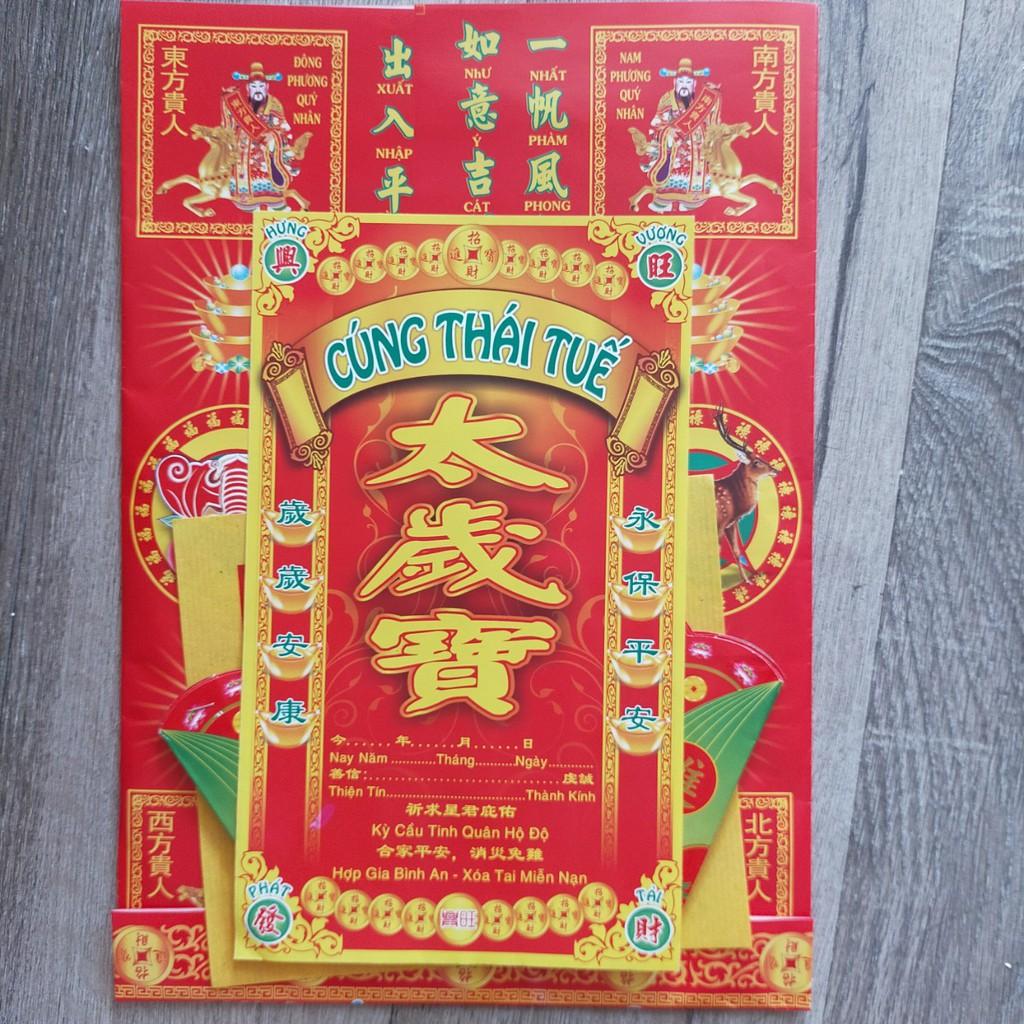 東方貴人
ĐÔNG
PHƯƠNG
QUÝ
NHÂN
出入平
XUẤT
NHẬP
如意吉
NHƯ
Ý
CÁT
一帆風
NHẤT
PHÀM
PHONG
NAM
PHƯƠNG
QUÝ
NHÂN
南方貴人
HƯNG
興
VƯỢNG
旺
招財進寶
CÚNG THÁI TUẾ
太歲寶
歲歲安康
永保平安
今......年.......月......日
Nay Năm ...........Tháng..........Ngày...........
善信:..............................虔誠
Thiện Tín.....................................Thành Kính
祈求星君庇佑
Kỳ Cầu Tinh Quân Hộ Độ
合家平安，消災免難
Hợp Gia Bình An - Xóa Tai Miễn Nạn
西方貴人
北方貴人
PHÁT
發
TÀI
財